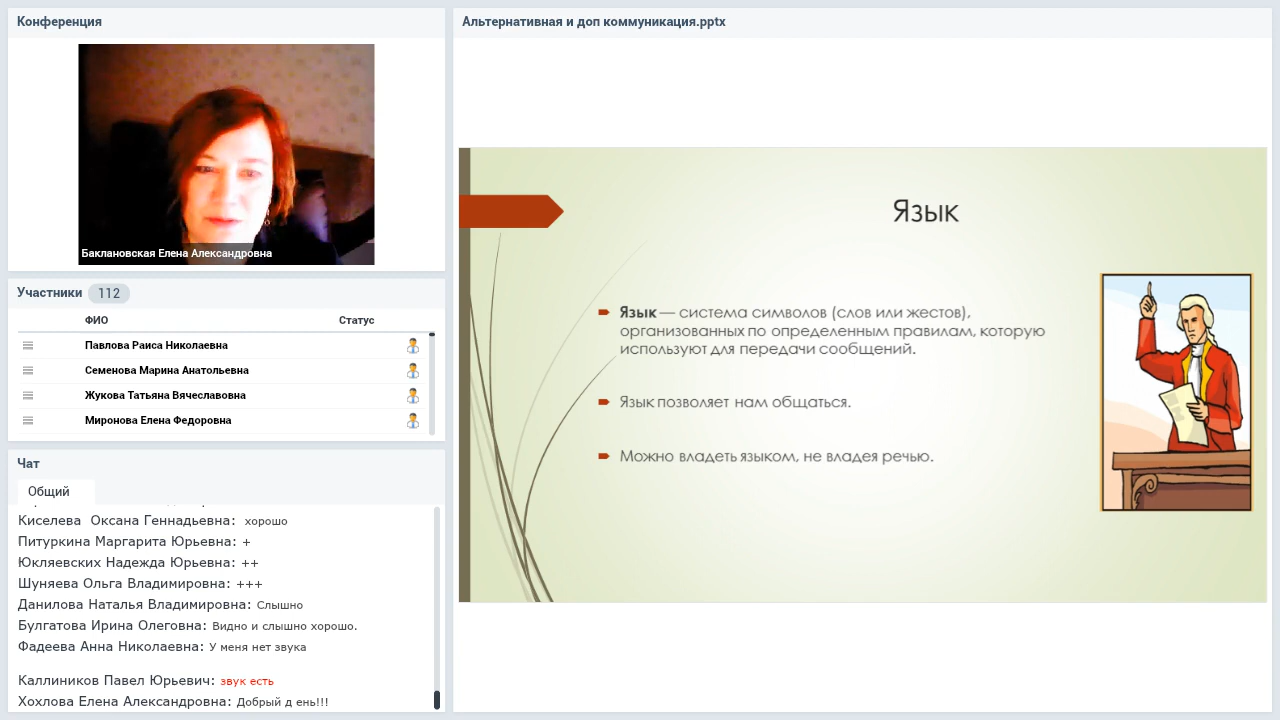 Конференция
Баклановская Елена Александровна
Участники 112
ФИО Статус
Павлова Раиса Николаевна
Семенова Марина Анатольевна
Жукова Татьяна Вячеславовна
Миронова Елена Федоровна
Чат
Общий
Киселева Оксана Геннадьевна: хорошо
Питуркина Маргарита Юрьевна: +
Юкляевских Надежда Юрьевна: ++
Шуняева Ольга Владимировна: +++
Данилова Наталья Владимировна: Слышно
Булгатова Ирина Олеговна: Видно и слышно хорошо.
Фадеева Анна Николаевна: У меня нет звука
Каллиников Павел Юрьевич: звук есть
Хохлова Елена Александровна: Добрый д ень!!!
Альтернативная и доп коммуникация.pptx
Язык
Язык — система символов (слов или жестов),
организованных по определенным правилам, которую
используют для передачи сообщений.
Язык позволяет нам общаться.
Можно владеть языком, не владея речью.